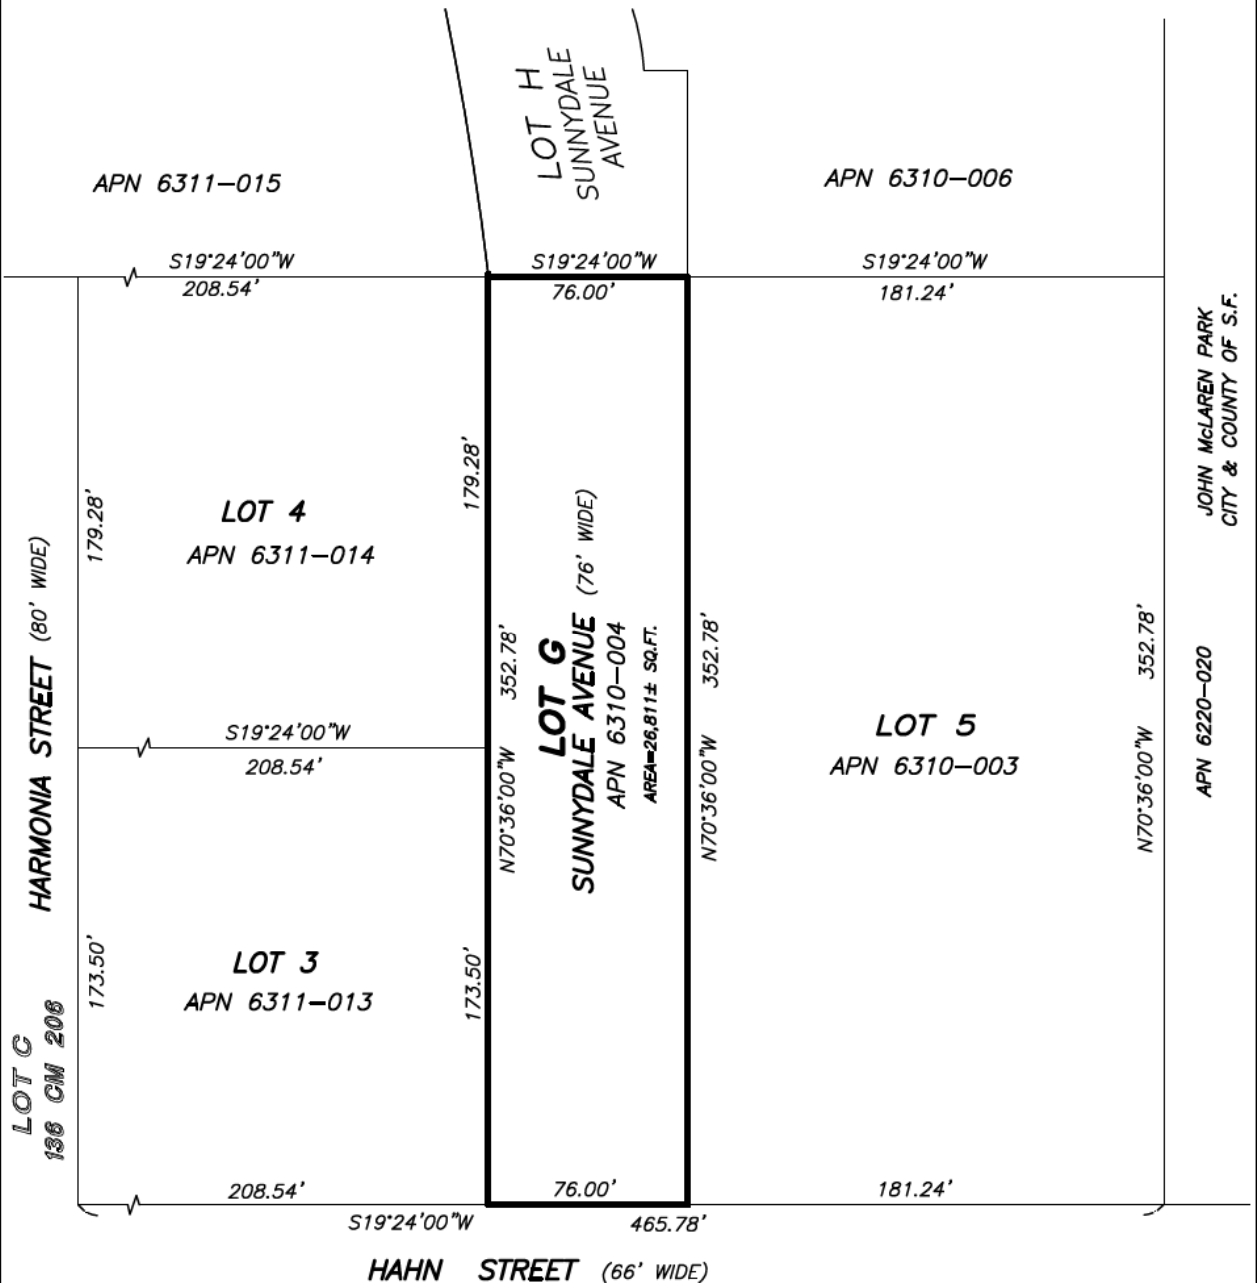 LOT H
SUNNYDALE
AVENUE
APN 6311-015
APN 6310-006
S19°24'00"W
208.54'
S19°24'00"W
76.00'
S19°24'00"W
181.24'
JOHN McLAREN PARK
CITY & COUNTY OF S.F.
APN 6220-020
179.28'
LOT 4
APN 6311-014
179.28'
HARMONIA STREET (80' WIDE)
S19°24'00"W
208.54'
N70°36'00"W 352.78'
LOT G
SUNNYDALE AVENUE (76' WIDE)
APN 6310-004
AREA=26,811± SQ.FT.
N70°36'00"W 352.78'
LOT 5
APN 6310-003
N70°36'00"W 352.78'
LOT C
136 CM 206
173.50'
LOT 3
APN 6311-013
173.50'
208.54'
76.00'
181.24'
S19°24'00"W 465.78'
HAHN STREET (66' WIDE)